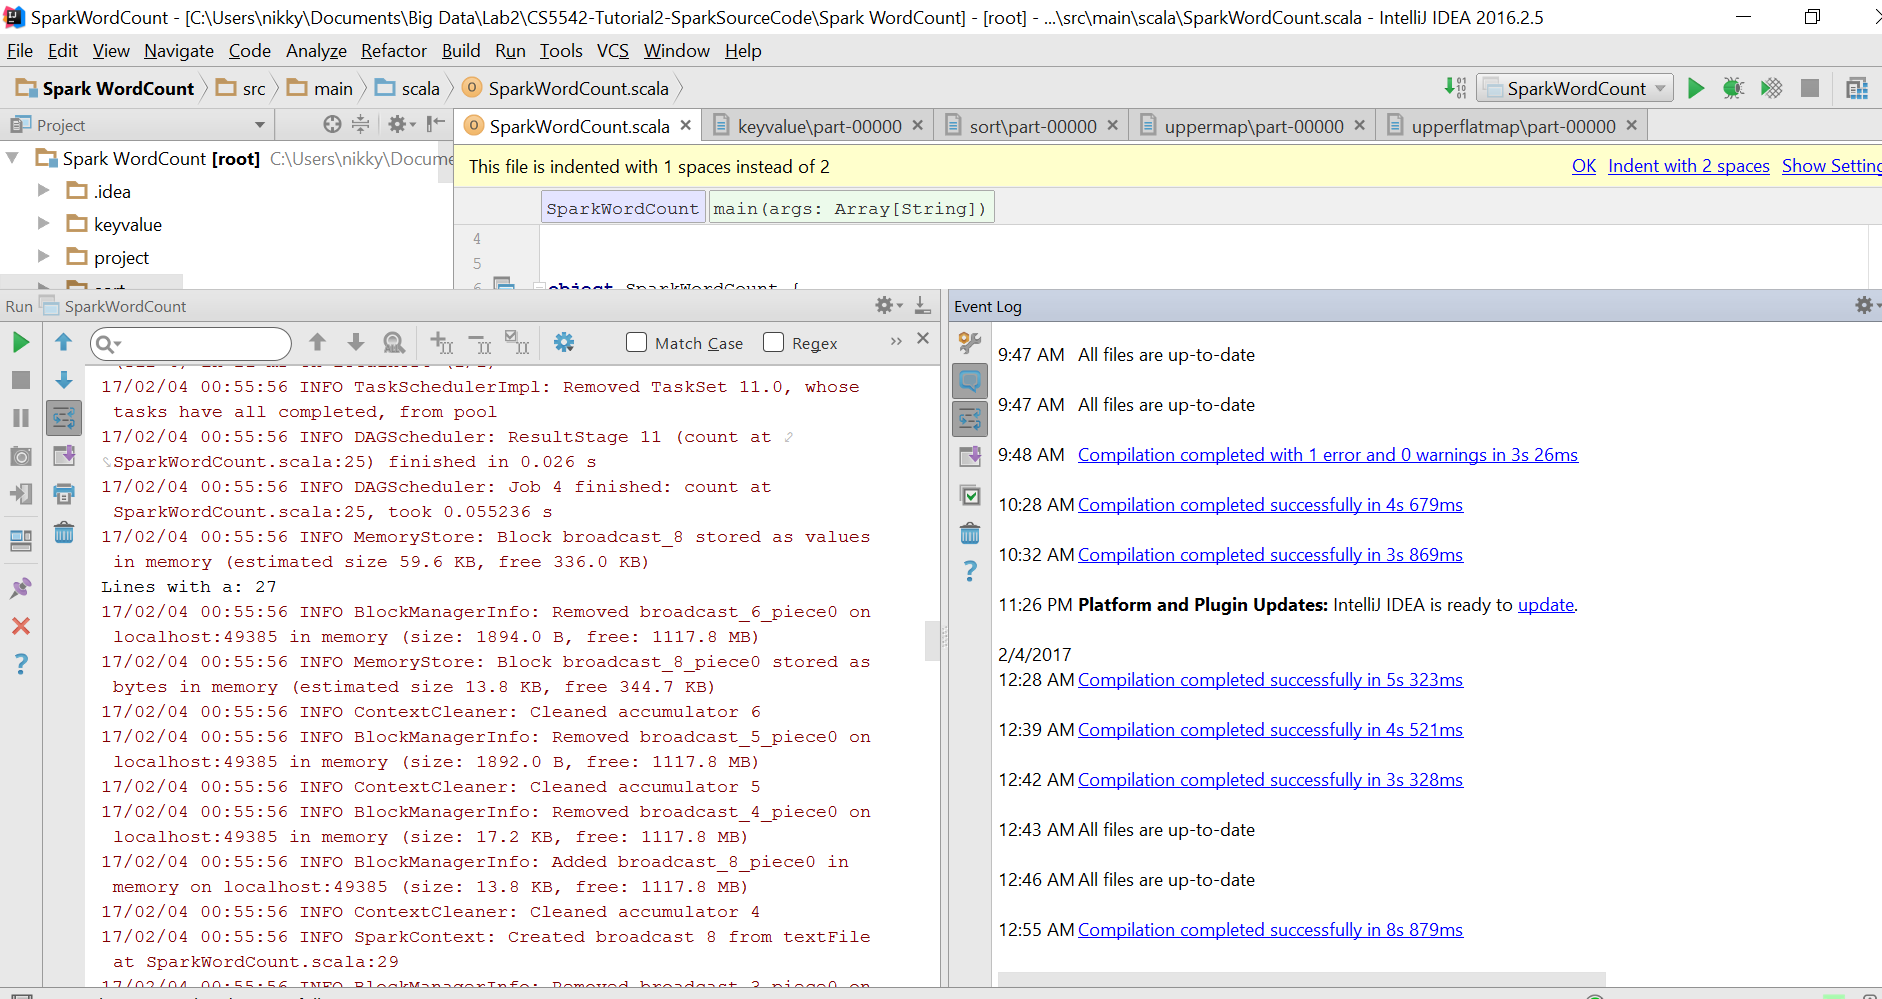 SparkWordCount - [C:\Users\nikky\Documents\Big Data\Lab2\CS5542-Tutorial2-SparkSourceCode\Spark WordCount] - [root] - ...\src\main\scala\SparkWordCount.scala - IntelliJ IDEA 2016.2.5
File Edit View Navigate Code Analyze Refactor Build Run Tools VCS Window Help
Spark WordCount src main scala SparkWordCount.scala
SparkWordCount
Project
SparkWordCount.scala keyvalue\part-00000 sort\part-00000 uppermap\part-00000 upperflatmap\part-00000
Spark WordCount [root] C:\Users\nikky\Docume
.idea
keyvalue
project
This file is indented with 1 spaces instead of 2
OK Indent with 2 spaces Show Setting
SparkWordCount main(args: Array[String])
4
5
6 object SparkWordCount {
Run SparkWordCount
Match Case Regex
17/02/04 00:55:56 INFO TaskSchedulerImpl: Removed TaskSet 11.0, whose
tasks have all completed, from pool
17/02/04 00:55:56 INFO DAGScheduler: ResultStage 11 (count at
SparkWordCount.scala:25) finished in 0.026 s
17/02/04 00:55:56 INFO DAGScheduler: Job 4 finished: count at
SparkWordCount.scala:25, took 0.055236 s
17/02/04 00:55:56 INFO MemoryStore: Block broadcast_8 stored as values
in memory (estimated size 59.6 KB, free 336.0 KB)
Lines with a: 27
17/02/04 00:55:56 INFO BlockManagerInfo: Removed broadcast_6_piece0 on
localhost:49385 in memory (size: 1894.0 B, free: 1117.8 MB)
17/02/04 00:55:56 INFO MemoryStore: Block broadcast_8_piece0 stored as
bytes in memory (estimated size 13.8 KB, free 344.7 KB)
17/02/04 00:55:56 INFO ContextCleaner: Cleaned accumulator 6
17/02/04 00:55:56 INFO BlockManagerInfo: Removed broadcast_5_piece0 on
localhost:49385 in memory (size: 1892.0 B, free: 1117.8 MB)
17/02/04 00:55:56 INFO ContextCleaner: Cleaned accumulator 5
17/02/04 00:55:56 INFO BlockManagerInfo: Removed broadcast_4_piece0 on
localhost:49385 in memory (size: 17.2 KB, free: 1117.8 MB)
17/02/04 00:55:56 INFO BlockManagerInfo: Added broadcast_8_piece0 in
memory on localhost:49385 (size: 13.8 KB, free: 1117.8 MB)
17/02/04 00:55:56 INFO ContextCleaner: Cleaned accumulator 4
17/02/04 00:55:56 INFO SparkContext: Created broadcast 8 from textFile
at SparkWordCount.scala:29
17/02/04 00:55:56 INFO BlockManagerInfo: Removed broadcast_3_piece0 on
Event Log
9:47 AM All files are up-to-date
9:47 AM All files are up-to-date
9:48 AM Compilation completed with 1 error and 0 warnings in 3s 26ms
10:28 AM Compilation completed successfully in 4s 679ms
10:32 AM Compilation completed successfully in 3s 869ms
11:26 PM Platform and Plugin Updates: IntelliJ IDEA is ready to update.
2/4/2017
12:28 AM Compilation completed successfully in 5s 323ms
12:39 AM Compilation completed successfully in 4s 521ms
12:42 AM Compilation completed successfully in 3s 328ms
12:43 AM All files are up-to-date
12:46 AM All files are up-to-date
12:55 AM Compilation completed successfully in 8s 879ms